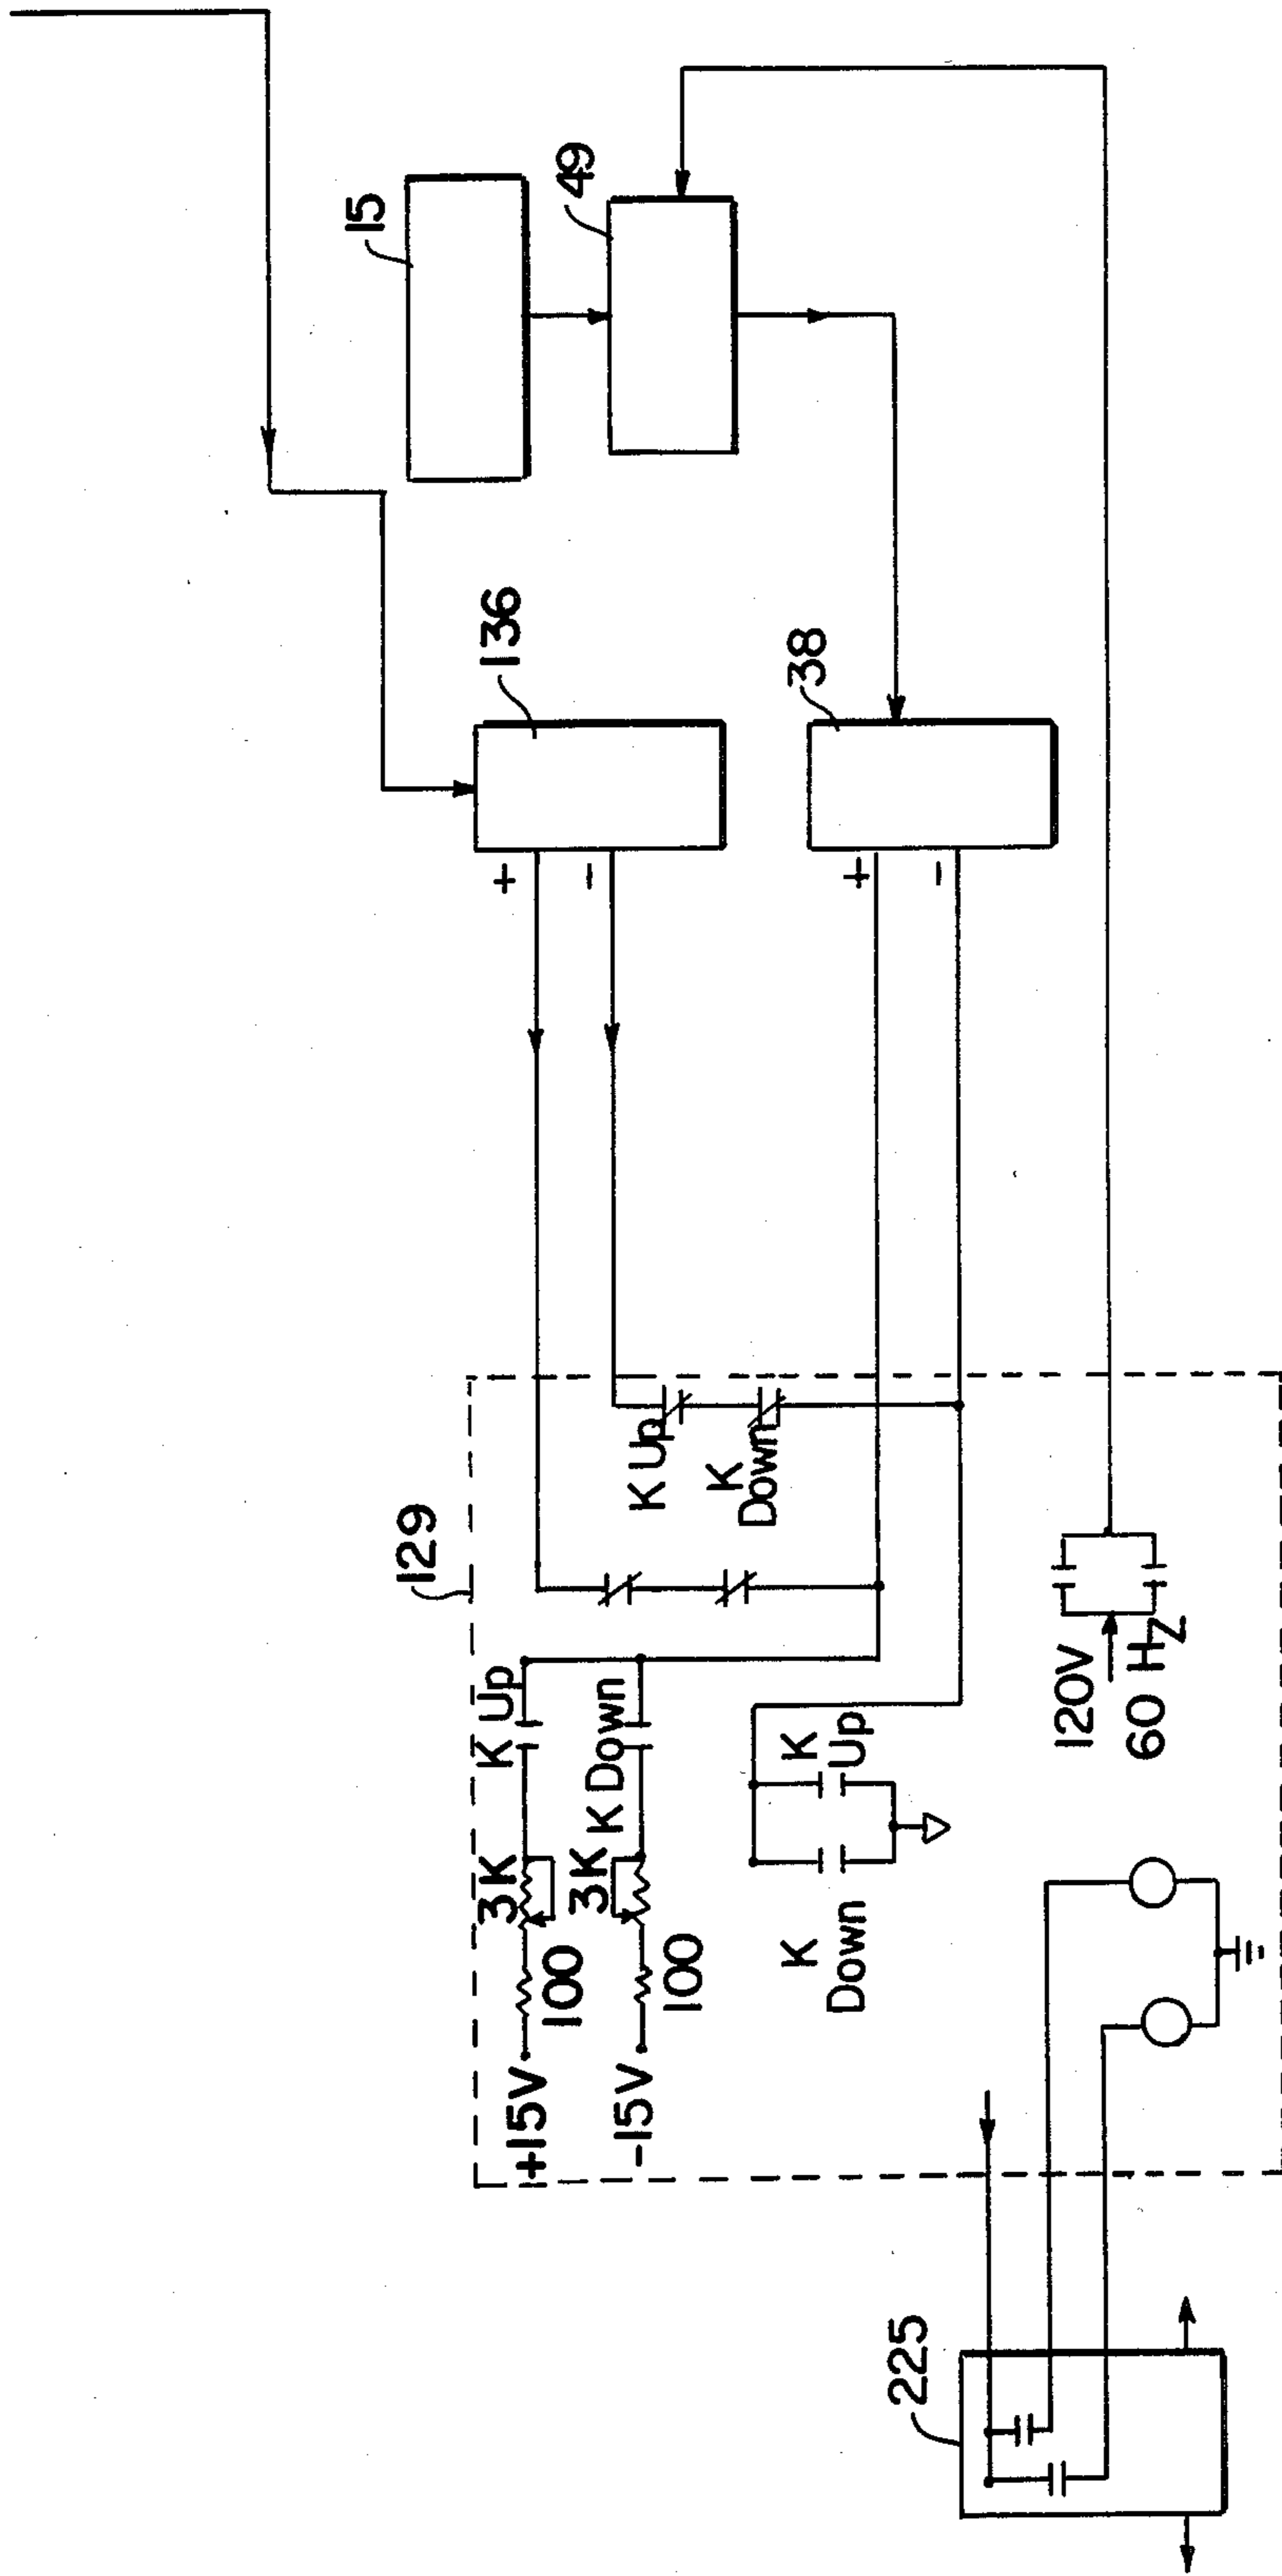 15
49
136
38
+
-
+
-
129
K Up
K
Down
K Up
K Down
3K
3K
100
100
+15V
-15V
K
Up
K
Down
120V
60 HZ
225